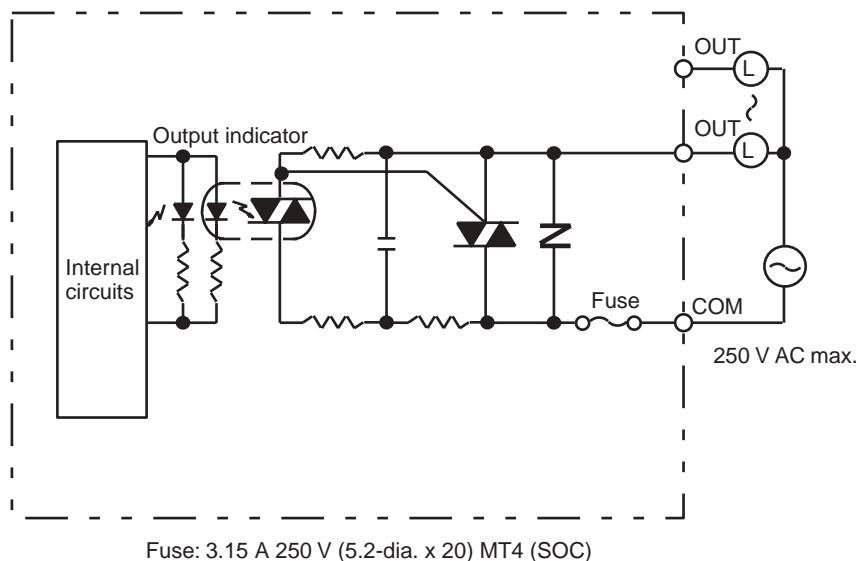 OUT
L
OUT
L
Output indicator
Internal
circuits
Fuse
COM
250 V AC max.
Fuse: 3.15 A 250 V (5.2-dia. x 20) MT4 (SOC)